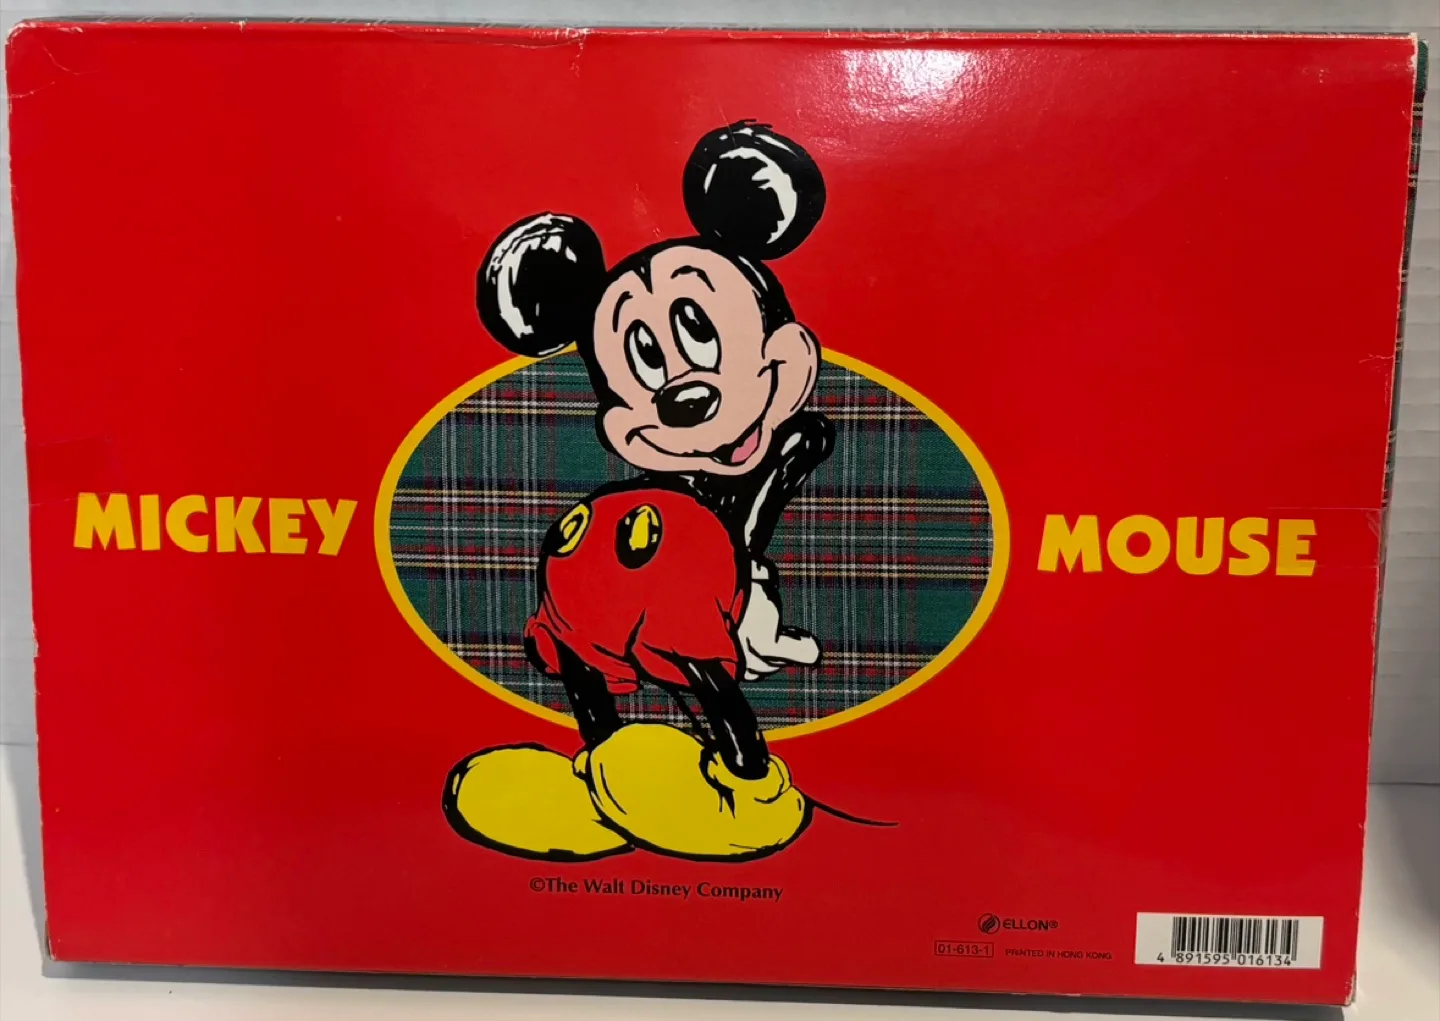 MICKEY MOUSE
©The Walt Disney Company
ELLON®
01-613-1 PRINTED IN HONG KONG
4 891595 016134